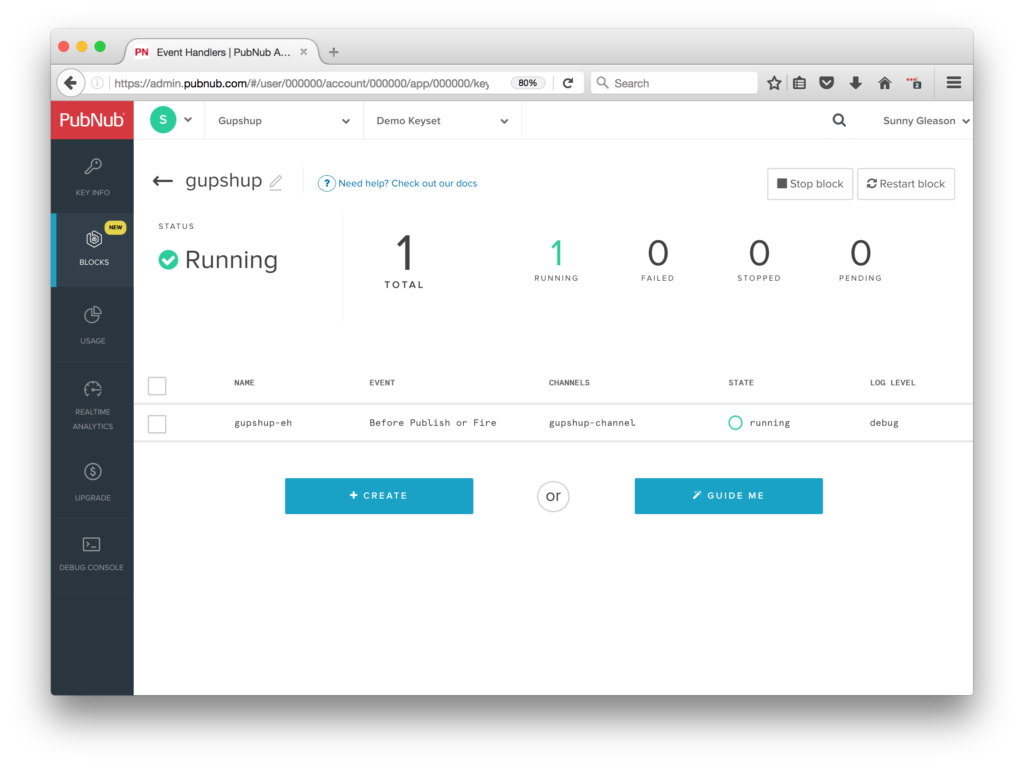 PN Event Handlers | PubNub A...
https://admin.pubnub.com/#/user/000000/account/000000/app/000000/key
80%
Search
2
PubNub
S
Gupshup
Demo Keyset
Sunny Gleason
KEY INFO
gupshup
? Need help? Check out our docs
Stop block
Restart block
NEW
BLOCKS
STATUS
Running
1
TOTAL
1
RUNNING
0
FAILED
0
STOPPED
0
PENDING
USAGE
REALTIME
ANALYTICS
NAME EVENT CHANNELS STATE LOG LEVEL
gupshup-eh Before Publish or Fire gupshup-channel running debug
$
UPGRADE
+ CREATE
or
GUIDE ME
DEBUG CONSOLE